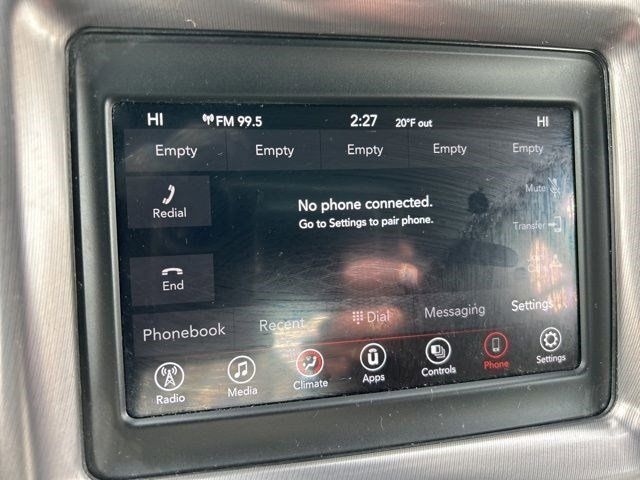 HI FM 99.5 2:27 20°F out HI
Empty Empty Empty Empty Empty
Redial
No phone connected.
Go to Settings to pair phone.
Mute
Transfer
Join
Calls
End
Phonebook Recent Dial Messaging Settings
Radio Media Climate Apps Controls Phone Settings